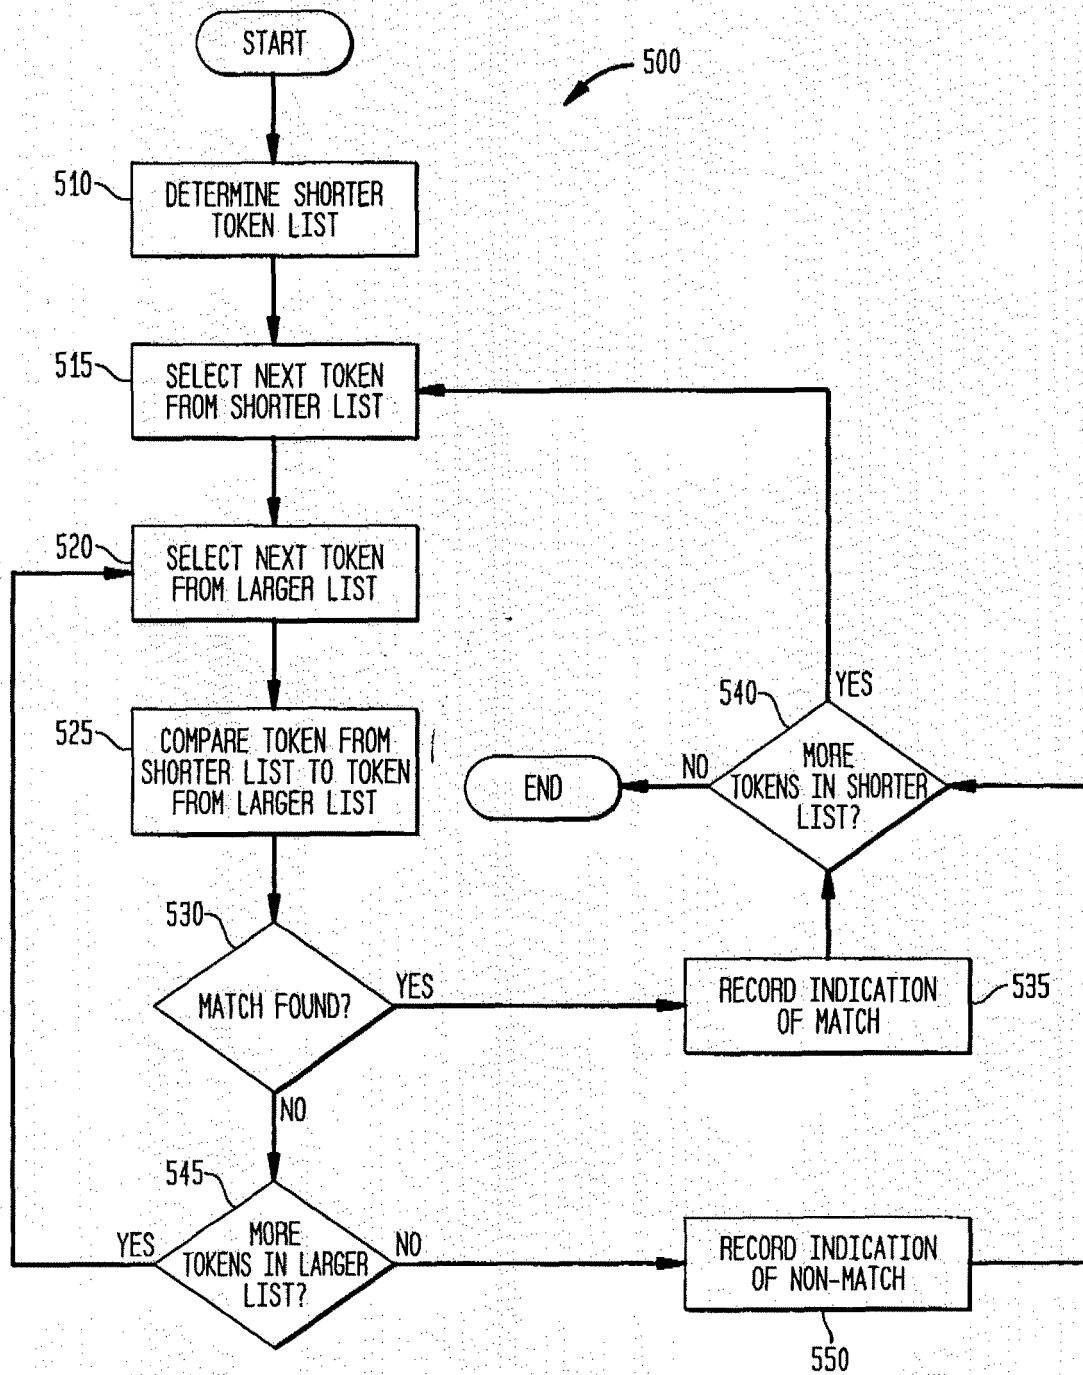 START
500
510
DETERMINE SHORTER
TOKEN LIST
515
SELECT NEXT TOKEN
FROM SHORTER LIST
520
SELECT NEXT TOKEN
FROM LARGER LIST
525
COMPARE TOKEN FROM
SHORTER LIST TO TOKEN
FROM LARGER LIST
540
YES
MORE
TOKENS IN SHORTER
LIST?
NO
END
530
MATCH FOUND?
YES
RECORD INDICATION
OF MATCH
535
NO
545
MORE
TOKENS IN LARGER
LIST?
YES
NO
RECORD INDICATION
OF NON-MATCH
550